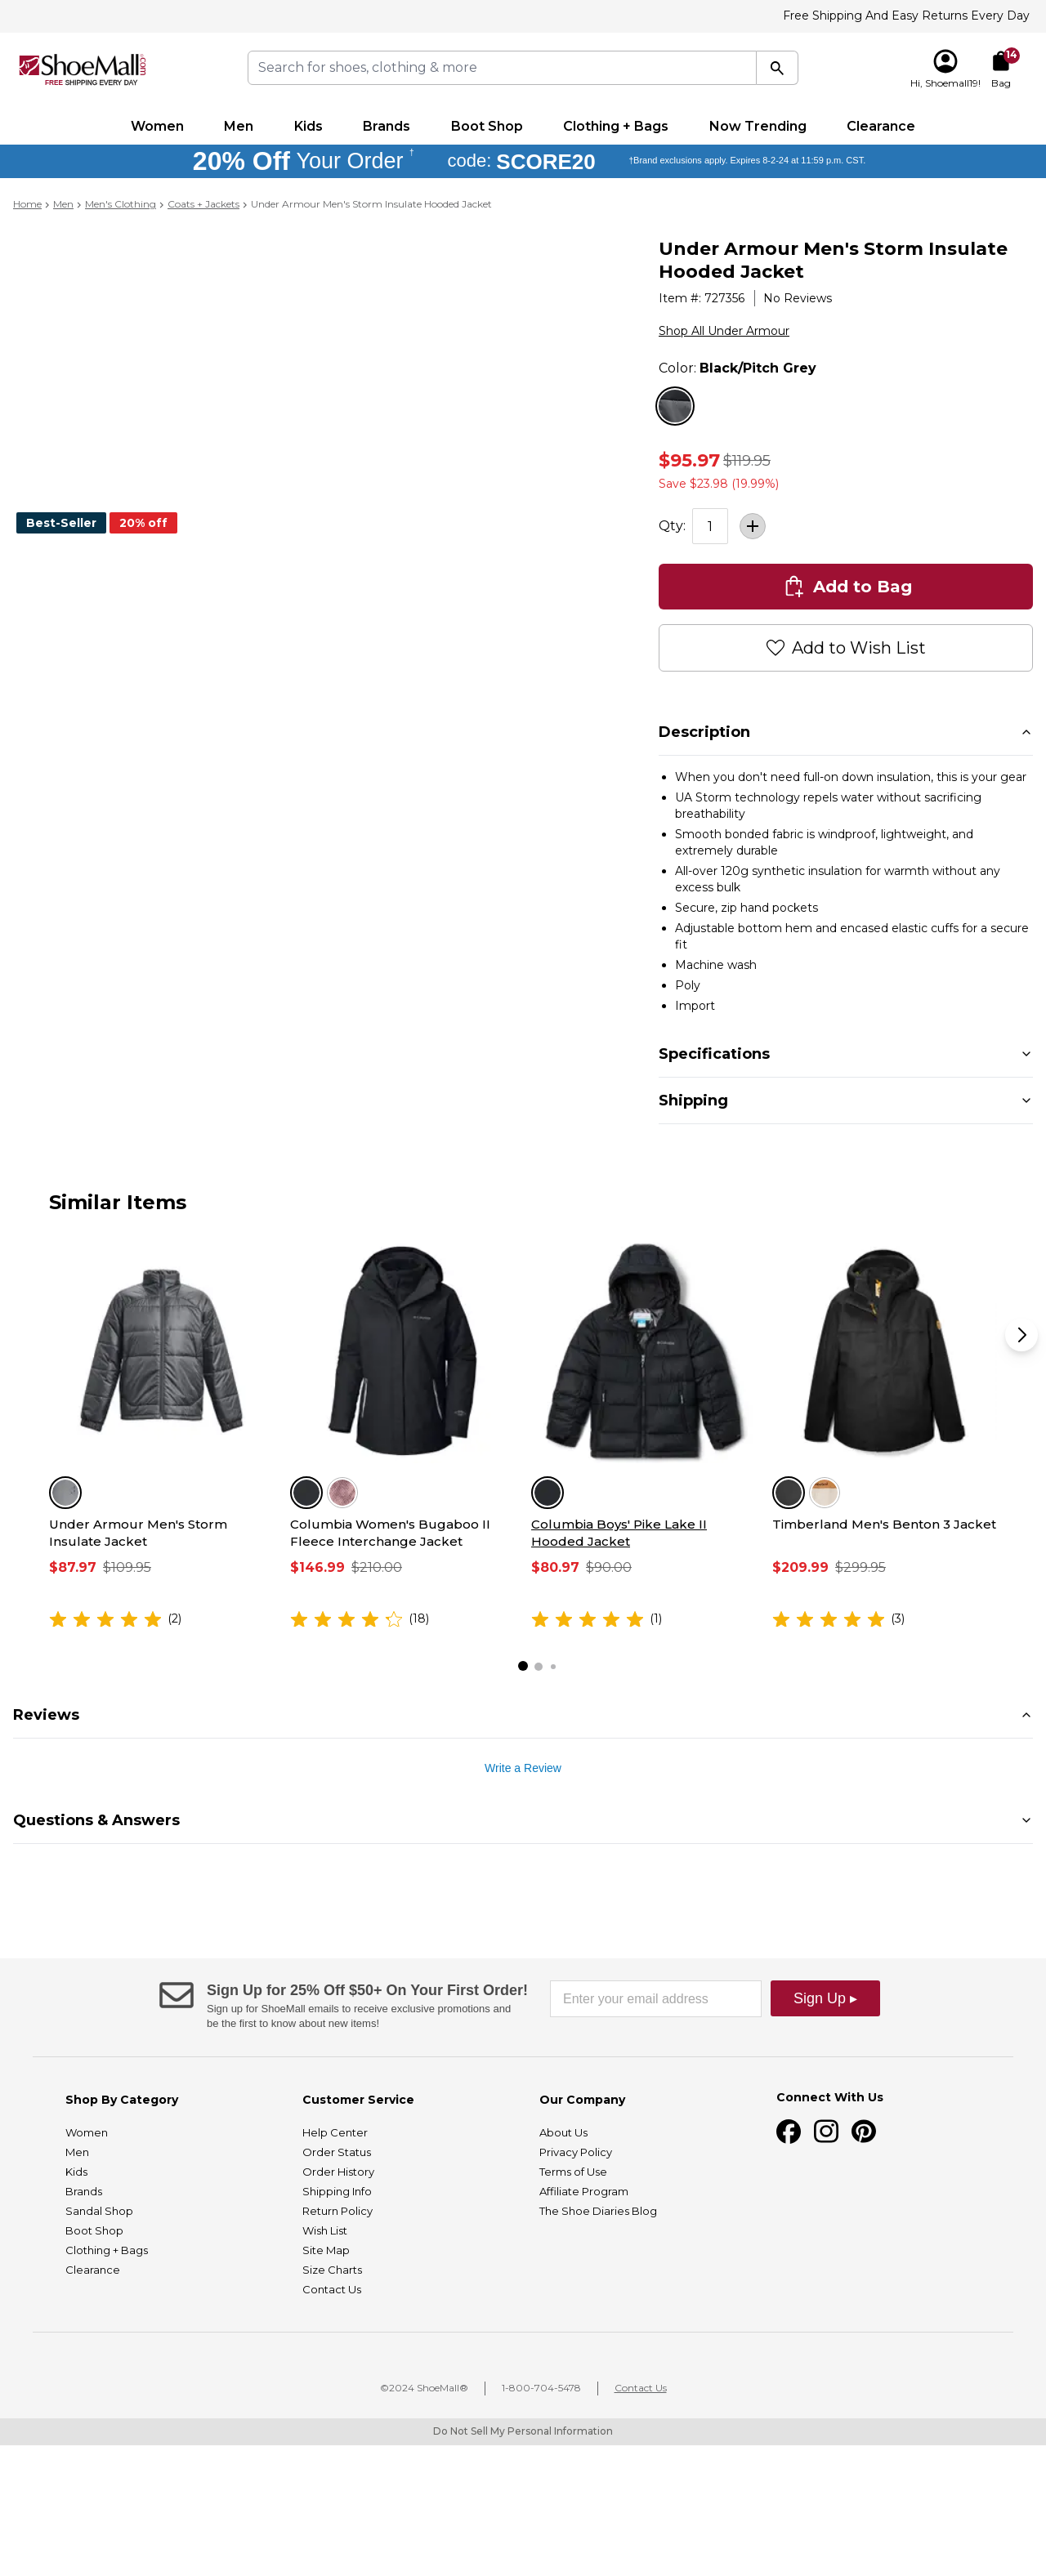 Free Shipping And Easy Returns Every Day
ShoeMall.com
FREE SHIPPING EVERY DAY
Search for shoes, clothing & more
14
Hi, Shoemall19!
Bag
Women Men Kids Brands Boot Shop Clothing + Bags Now Trending Clearance
20% Off Your Order † code: SCORE20 †Brand exclusions apply. Expires 8-2-24 at 11:59 p.m. CST.
Home > Men > Men's Clothing > Coats + Jackets > Under Armour Men's Storm Insulate Hooded Jacket
Best-Seller 20% off
Under Armour Men's Storm Insulate
Hooded Jacket
Item #: 727356 | No Reviews
Shop All Under Armour
Color: Black/Pitch Grey
$95.97 $119.95
Save $23.98 (19.99%)
Qty: 1 +
Add to Bag
Add to Wish List
Description
• When you don't need full-on down insulation, this is your gear
• UA Storm technology repels water without sacrificing
breathability
• Smooth bonded fabric is windproof, lightweight, and
extremely durable
• All-over 120g synthetic insulation for warmth without any
excess bulk
• Secure, zip hand pockets
• Adjustable bottom hem and encased elastic cuffs for a secure
fit
• Machine wash
• Poly
• Import
Specifications
Shipping
Similar Items
Under Armour Men's Storm
Insulate Jacket
$87.97 $109.95
(2)
Columbia Women's Bugaboo II
Fleece Interchange Jacket
$146.99 $210.00
(18)
Columbia Boys' Pike Lake II
Hooded Jacket
$80.97 $90.00
(1)
Timberland Men's Benton 3 Jacket
$209.99 $299.95
(3)
Reviews
Write a Review
Questions & Answers
Sign Up for 25% Off $50+ On Your First Order!
Sign up for ShoeMall emails to receive exclusive promotions and
be the first to know about new items!
Enter your email address
Sign Up ▸
Shop By Category
Women
Men
Kids
Brands
Sandal Shop
Boot Shop
Clothing + Bags
Clearance
Customer Service
Help Center
Order Status
Order History
Shipping Info
Return Policy
Wish List
Site Map
Size Charts
Contact Us
Our Company
About Us
Privacy Policy
Terms of Use
Affiliate Program
The Shoe Diaries Blog
Connect With Us
©2024 ShoeMall® | 1-800-704-5478 | Contact Us
Do Not Sell My Personal Information